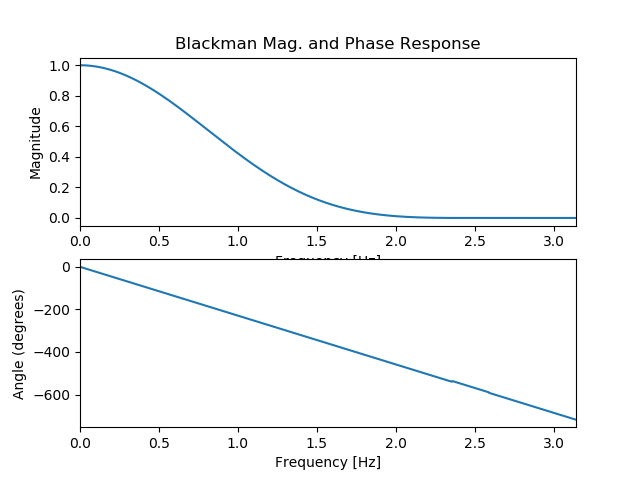 Blackman Mag. and Phase Response
1.0
0.8
0.6
0.4
0.2
0.0
Magnitude
0.0 0.5 1.0 1.5 2.0 2.5 3.0
Frequency [Hz]
0
−200
−400
−600
Angle (degrees)
0.0 0.5 1.0 1.5 2.0 2.5 3.0
Frequency [Hz]